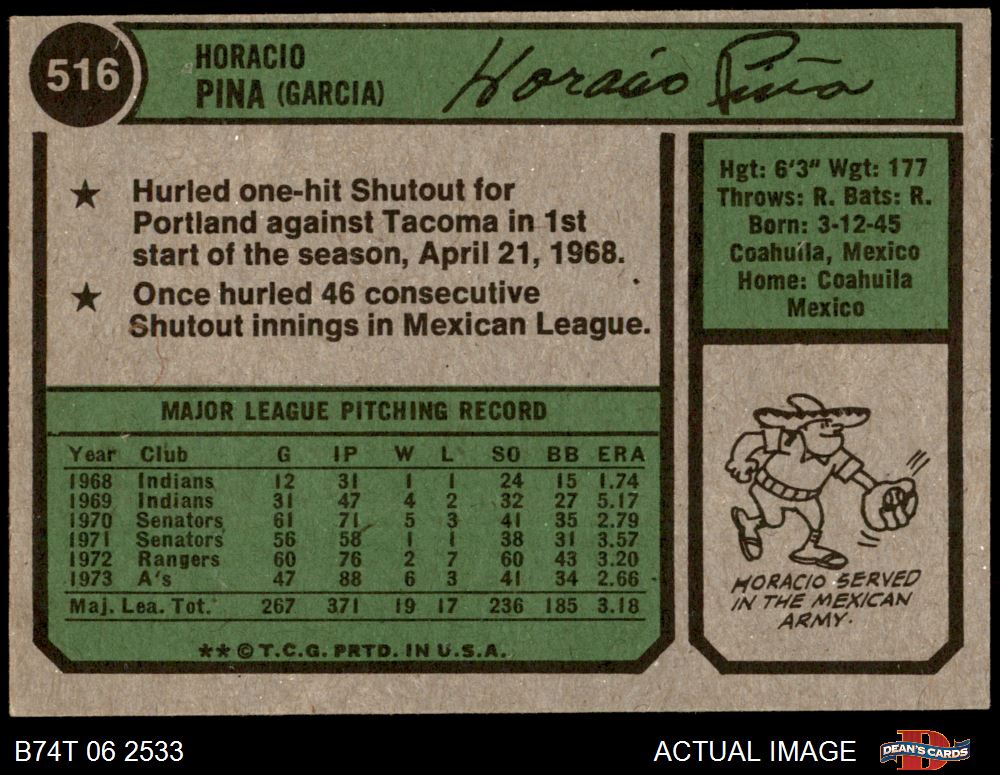 516
HORACIO
PINA (GARCIA)
Horacio Piña
★ Hurled one-hit Shutout for
Portland against Tacoma in 1st
start of the season, April 21, 1968.
★ Once hurled 46 consecutive
Shutout innings in Mexican League.
Hgt: 6'3" Wgt: 177
Throws: R. Bats: R.
Born: 3-12-45
Coahuila, Mexico
Home: Coahuila
Mexico
MAJOR LEAGUE PITCHING RECORD
Year Club G IP W L SO BB ERA
1968 Indians 12 31 1 1 24 15 1.74
1969 Indians 31 47 4 2 32 27 5.17
1970 Senators 61 71 5 3 41 35 2.79
1971 Senators 56 58 1 1 38 31 3.57
1972 Rangers 60 76 2 7 60 43 3.20
1973 A's 47 88 6 3 41 34 2.66
Maj. Lea. Tot. 267 371 19 17 236 185 3.18
**© T.C.G. PRTD. IN U.S.A.
HORACIO SERVED
IN THE MEXICAN
ARMY.
B74T 06 2533
ACTUAL IMAGE
D
DEAN'S CARDS